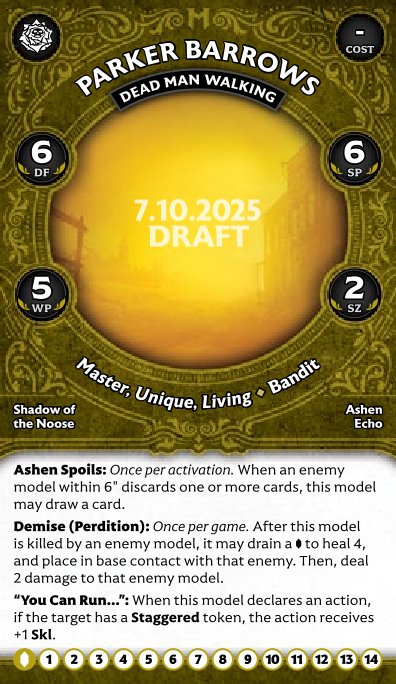 -
COST
PARKER BARROWS
DEAD MAN WALKING
6
DF
6
SP
7.10.2025
DRAFT
5
WP
2
SZ
Master, Unique, Living ⬥ Bandit
Shadow of
the Noose
Ashen
Echo
Ashen Spoils: Once per activation. When an enemy
model within 6" discards one or more cards, this model
may draw a card.
Demise (Perdition): Once per game. After this model
is killed by an enemy model, it may drain a ⬮ to heal 4,
and place in base contact with that enemy. Then, deal
2 damage to that enemy model.
“You Can Run...”: When this model declares an action,
if the target has a Staggered token, the action receives
+1 Skl.
1 2 3 4 5 6 7 8 9 10 11 12 13 14